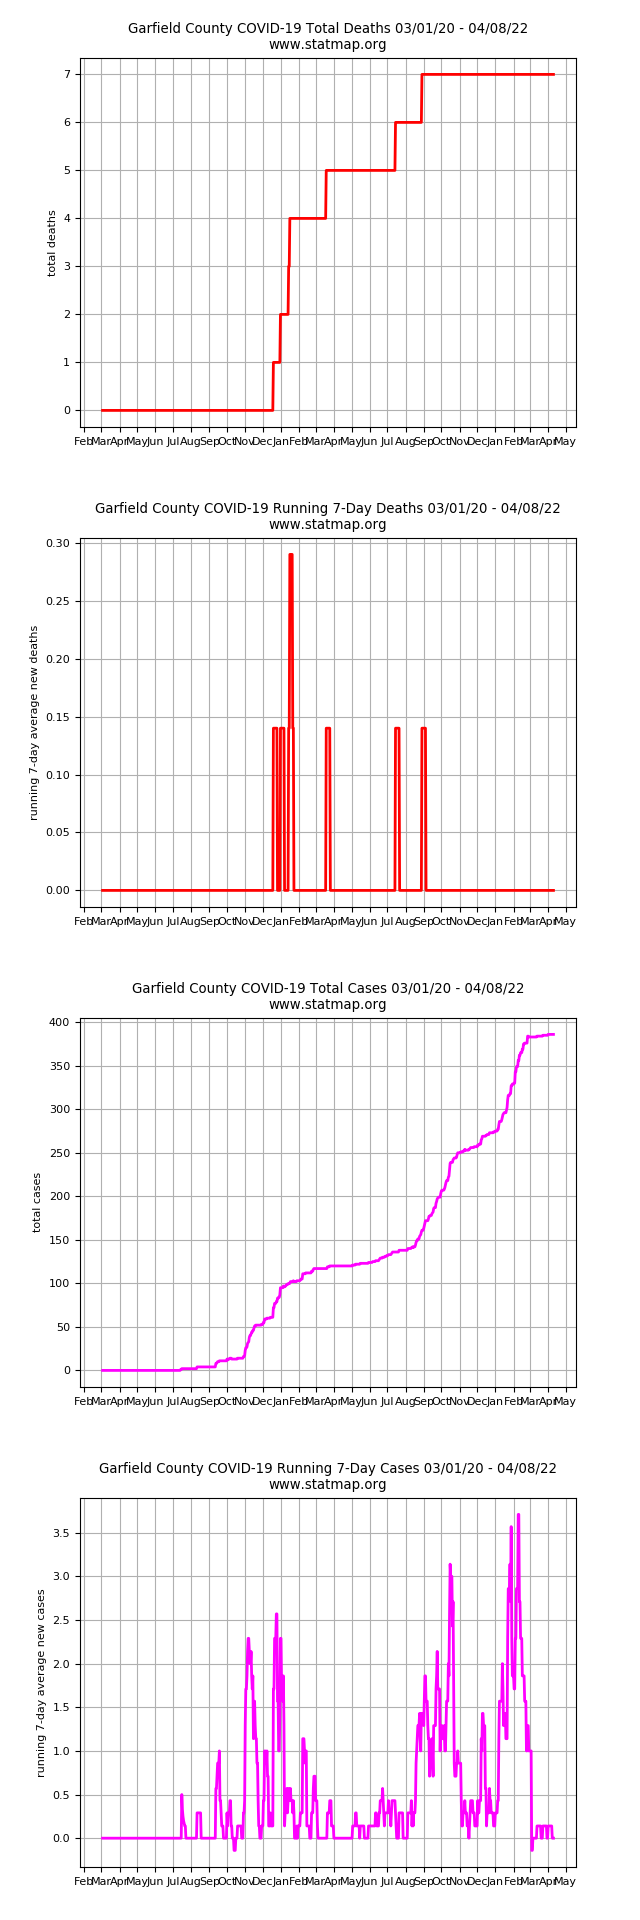 Garfield County COVID-19 Total Deaths 03/01/20 - 04/08/22
www.statmap.org
7
6
5
4
3
2
1
0
total deaths
Feb Mar Apr May Jun Jul Aug Sep Oct Nov Dec Jan Feb Mar Apr May Jun Jul Aug Sep Oct Nov Dec Jan Feb Mar Apr May
Garfield County COVID-19 Running 7-Day Deaths 03/01/20 - 04/08/22
www.statmap.org
0.30
0.25
0.20
0.15
0.10
0.05
0.00
running 7-day average new deaths
Feb Mar Apr May Jun Jul Aug Sep Oct Nov Dec Jan Feb Mar Apr May Jun Jul Aug Sep Oct Nov Dec Jan Feb Mar Apr May
Garfield County COVID-19 Total Cases 03/01/20 - 04/08/22
www.statmap.org
400
350
300
250
200
150
100
50
0
total cases
Feb Mar Apr May Jun Jul Aug Sep Oct Nov Dec Jan Feb Mar Apr May Jun Jul Aug Sep Oct Nov Dec Jan Feb Mar Apr May
Garfield County COVID-19 Running 7-Day Cases 03/01/20 - 04/08/22
www.statmap.org
3.5
3.0
2.5
2.0
1.5
1.0
0.5
0.0
running 7-day average new cases
Feb Mar Apr May Jun Jul Aug Sep Oct Nov Dec Jan Feb Mar Apr May Jun Jul Aug Sep Oct Nov Dec Jan Feb Mar Apr May